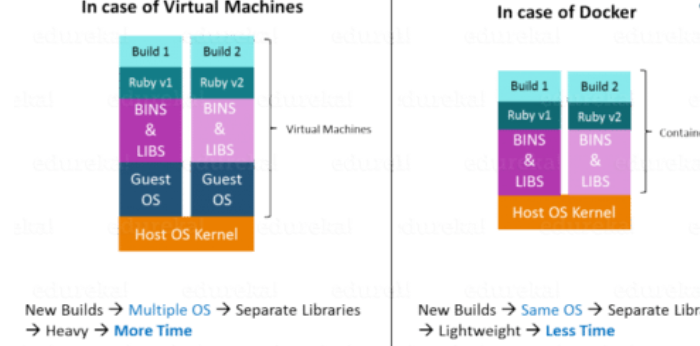 In case of Virtual Machines
Build 1
Build 2
Ruby v1
Ruby v2
BINS
&
LIBS
BINS
&
LIBS
Guest
OS
Guest
OS
Host OS Kernel
Virtual Machines
New Builds → Multiple OS → Separate Libraries
→ Heavy → More Time
In case of Docker
Build 1
Build 2
Ruby v1
Ruby v2
BINS
&
LIBS
BINS
&
LIBS
Host OS Kernel
Contain
New Builds → Same OS → Separate Libr
→ Lightweight → Less Time